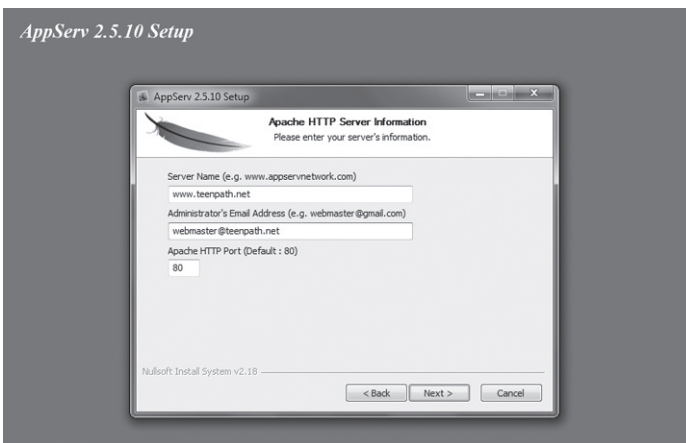 AppServ 2.5.10 Setup
AppServ 2.5.10 Setup
Apache HTTP Server Information
Please enter your server's information.
Server Name (e.g. www.appservnetwork.com)
www.teenpath.net
Administrator's Email Address (e.g. webmaster@gmail.com)
webmaster@teenpath.net
Apache HTTP Port (Default : 80)
80
Nullsoft Install System v2.18
< Back Next > Cancel